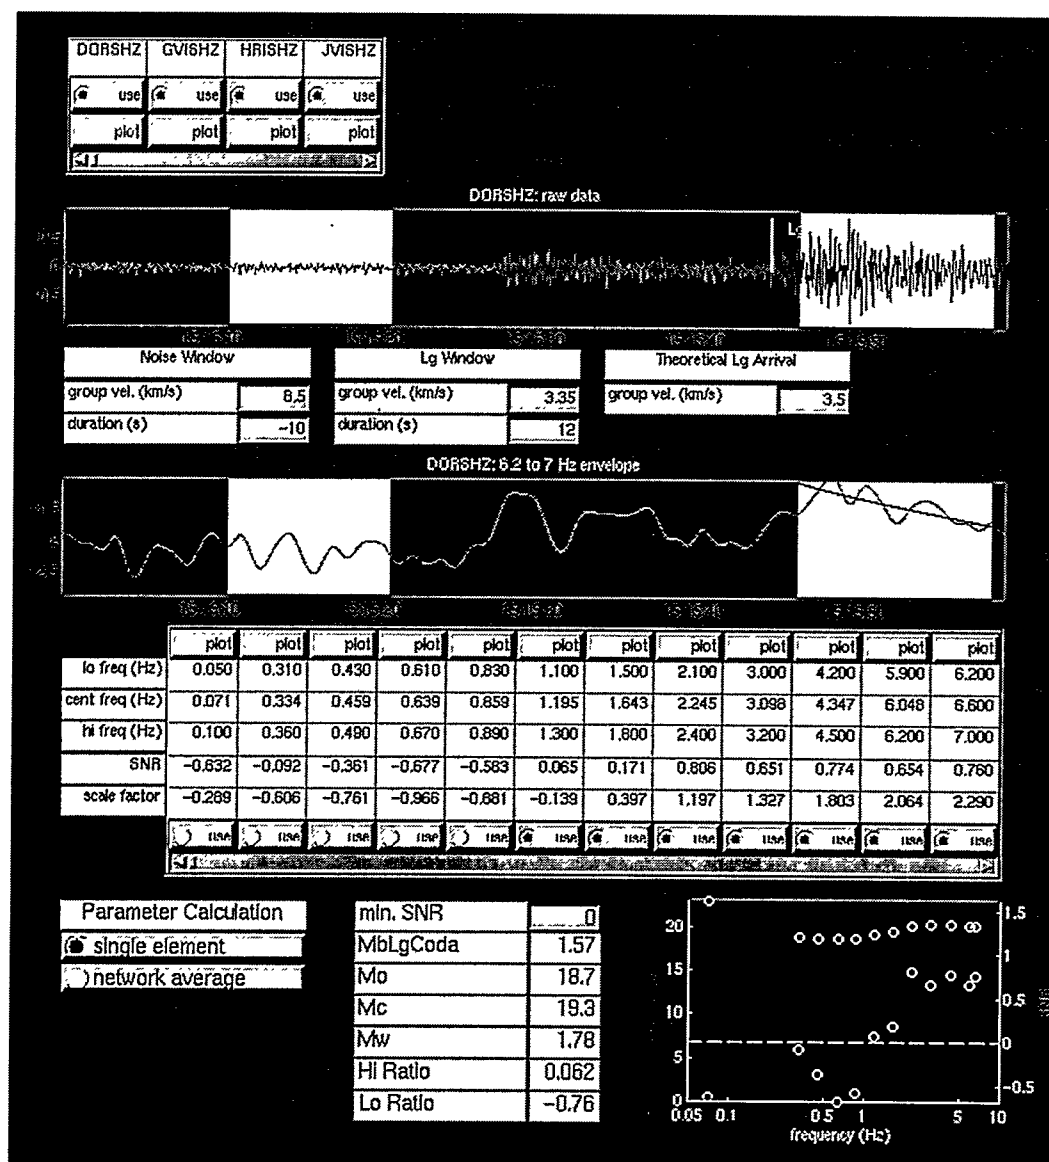 DORSHZ GVISHZ HRISHZ JVISHZ
use use use use
plot plot plot plot
1
DORSHZ: raw data
Lg
Noise Window Lg Window Theoretical Lg Arrival
group vel. (km/s) 8.5 group vel. (km/s) 3.35 group vel. (km/s) 3.5
duration (s) -10 duration (s) 12
DORSHZ: 6.2 to 7 Hz envelope
plot plot plot plot plot plot plot plot plot plot plot plot
lo freq (Hz) 0.050 0.310 0.430 0.610 0.830 1.100 1.500 2.100 3.000 4.200 5.900 6.200
cent freq (Hz) 0.071 0.334 0.459 0.639 0.859 1.195 1.643 2.245 3.098 4.347 6.048 6.600
hi freq (Hz) 0.100 0.360 0.490 0.670 0.890 1.300 1.800 2.400 3.200 4.500 6.200 7.000
SNR -0.632 -0.092 -0.361 -0.677 -0.583 0.065 0.171 0.806 0.651 0.774 0.654 0.760
scale factor -0.289 -0.606 -0.761 -0.966 -0.881 -0.139 0.397 1.197 1.327 1.803 2.064 2.290
use use use use use use use use use use use use
1
Parameter Calculation
single element
network average
min. SNR 0
MbLgCoda 1.57
Mo 18.7
Mc 19.3
Mw 1.78
Hi Ratio 0.062
Lo Ratio -0.76
20 1.5
15 1
10 0.5
5 0
0 -0.5
0.05 0.1 0.5 1 5 10
frequency (Hz)